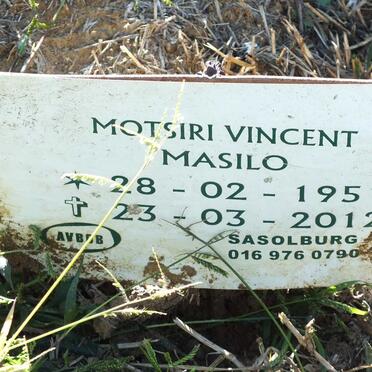 MOTSIRI VINCENT
MASILO
28 - 02 - 195
23 - 03 - 2012
AVBOB
SASOLBURG
016 976 0790